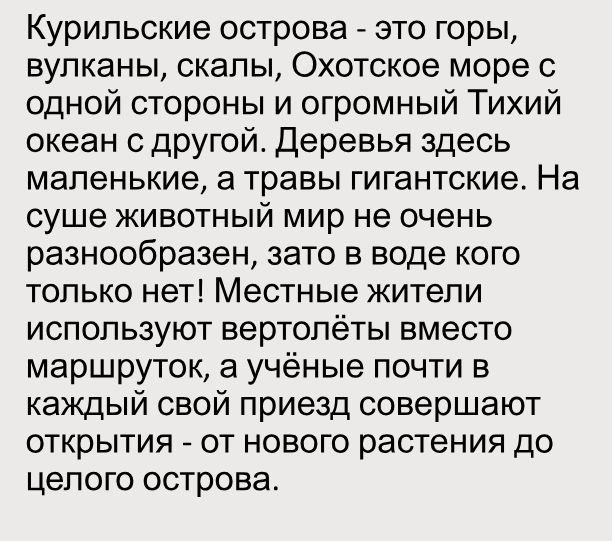 Курильские острова - это горы,
вулканы, скалы, Охотское море с
одной стороны и огромный Тихий
океан с другой. Деревья здесь
маленькие, а травы гигантские. На
суше животный мир не очень
разнообразен, зато в воде кого
только нет! Местные жители
используют вертолёты вместо
маршруток, а учёные почти в
каждый свой приезд совершают
открытия - от нового растения до
целого острова.